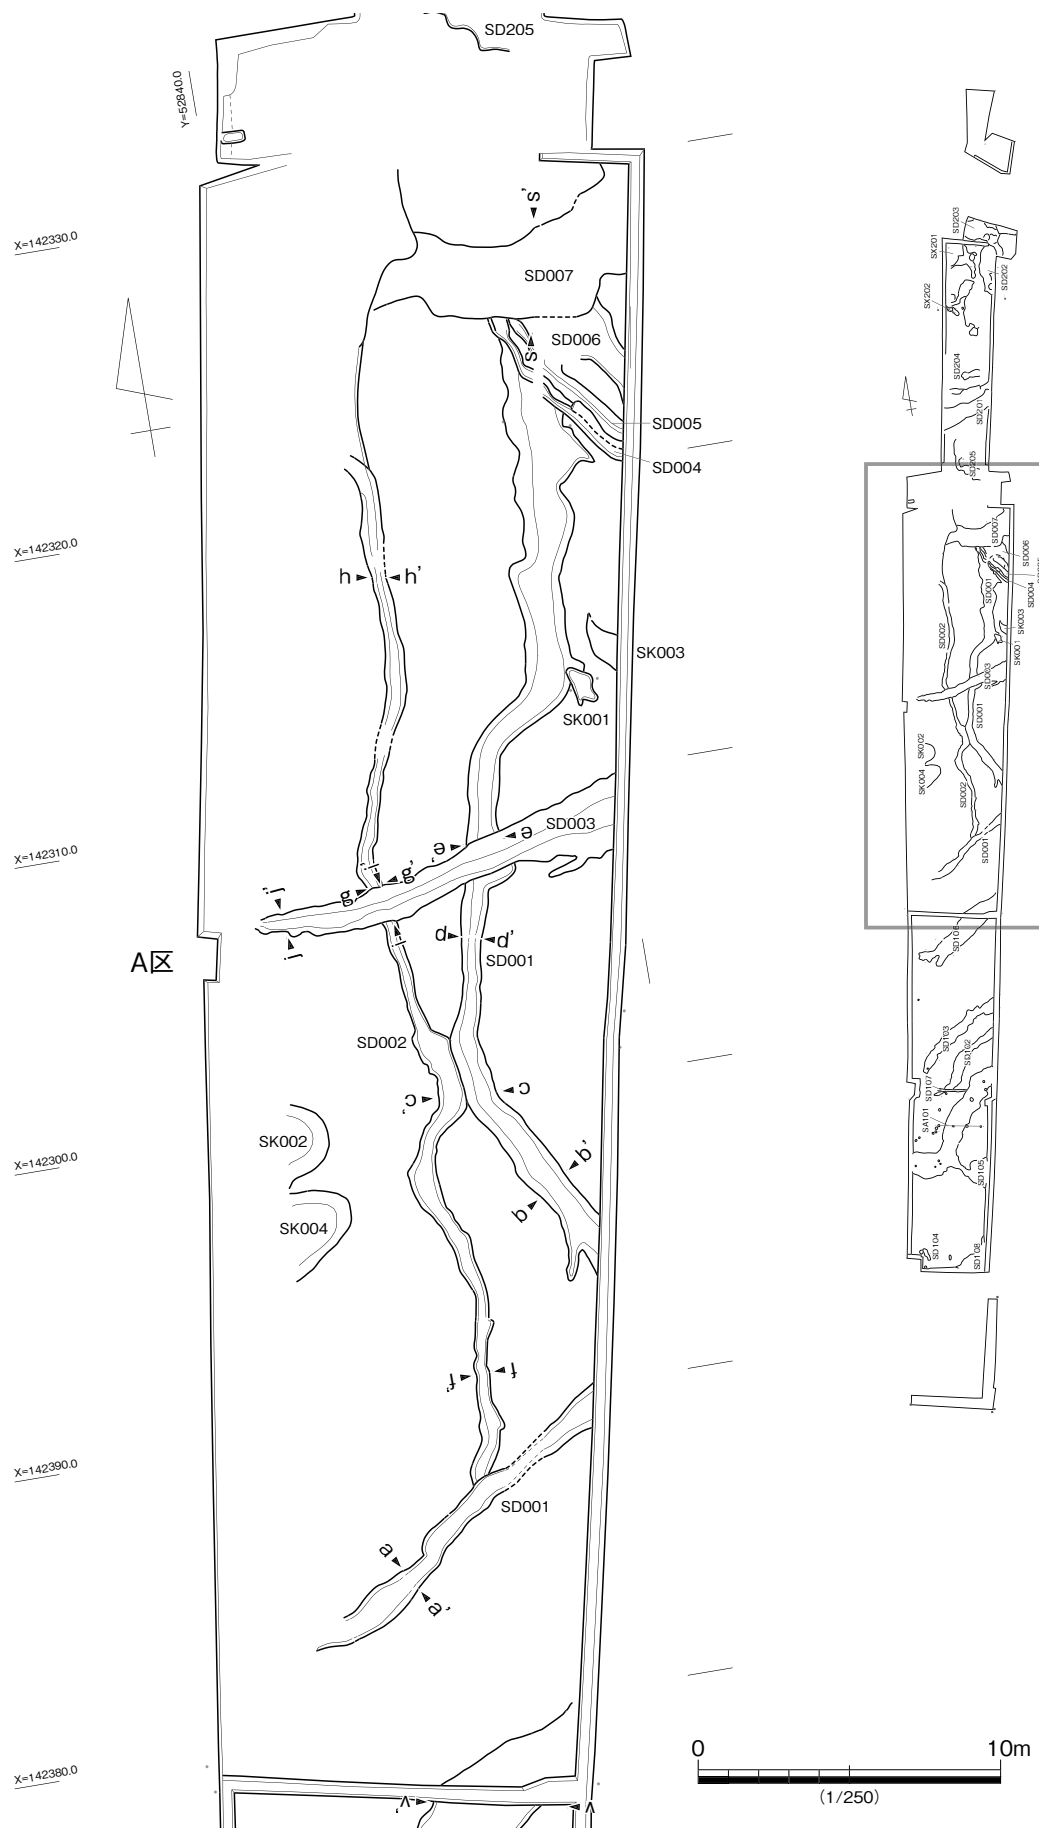 SD205
Y=52840.0
s'
X=142330.0
SD007
SD006
s
SD005
SD004
X=142320.0
h
h'
SK003
SK001
SD003
e
e'
X=142310.0
i'
g'
g
j'
i
j
d
d'
SD001
A区
SD002
c
c'
SK002
b'
X=142300.0
b
SK004
f
f'
X=142390.0
SD001
a
a'
X=142380.0
v'
v
0
10m
(1/250)
SD203
SX201
SD202
SX202
SD204
SD201
SD205
SD007
SD006
SD004
SD001
SK003
SD002
SK001
SD003
SD001
SK002
SK004
SD002
SD001
SD106
SD103
SD102
SD107
SA101
SD105
SD104
SD108